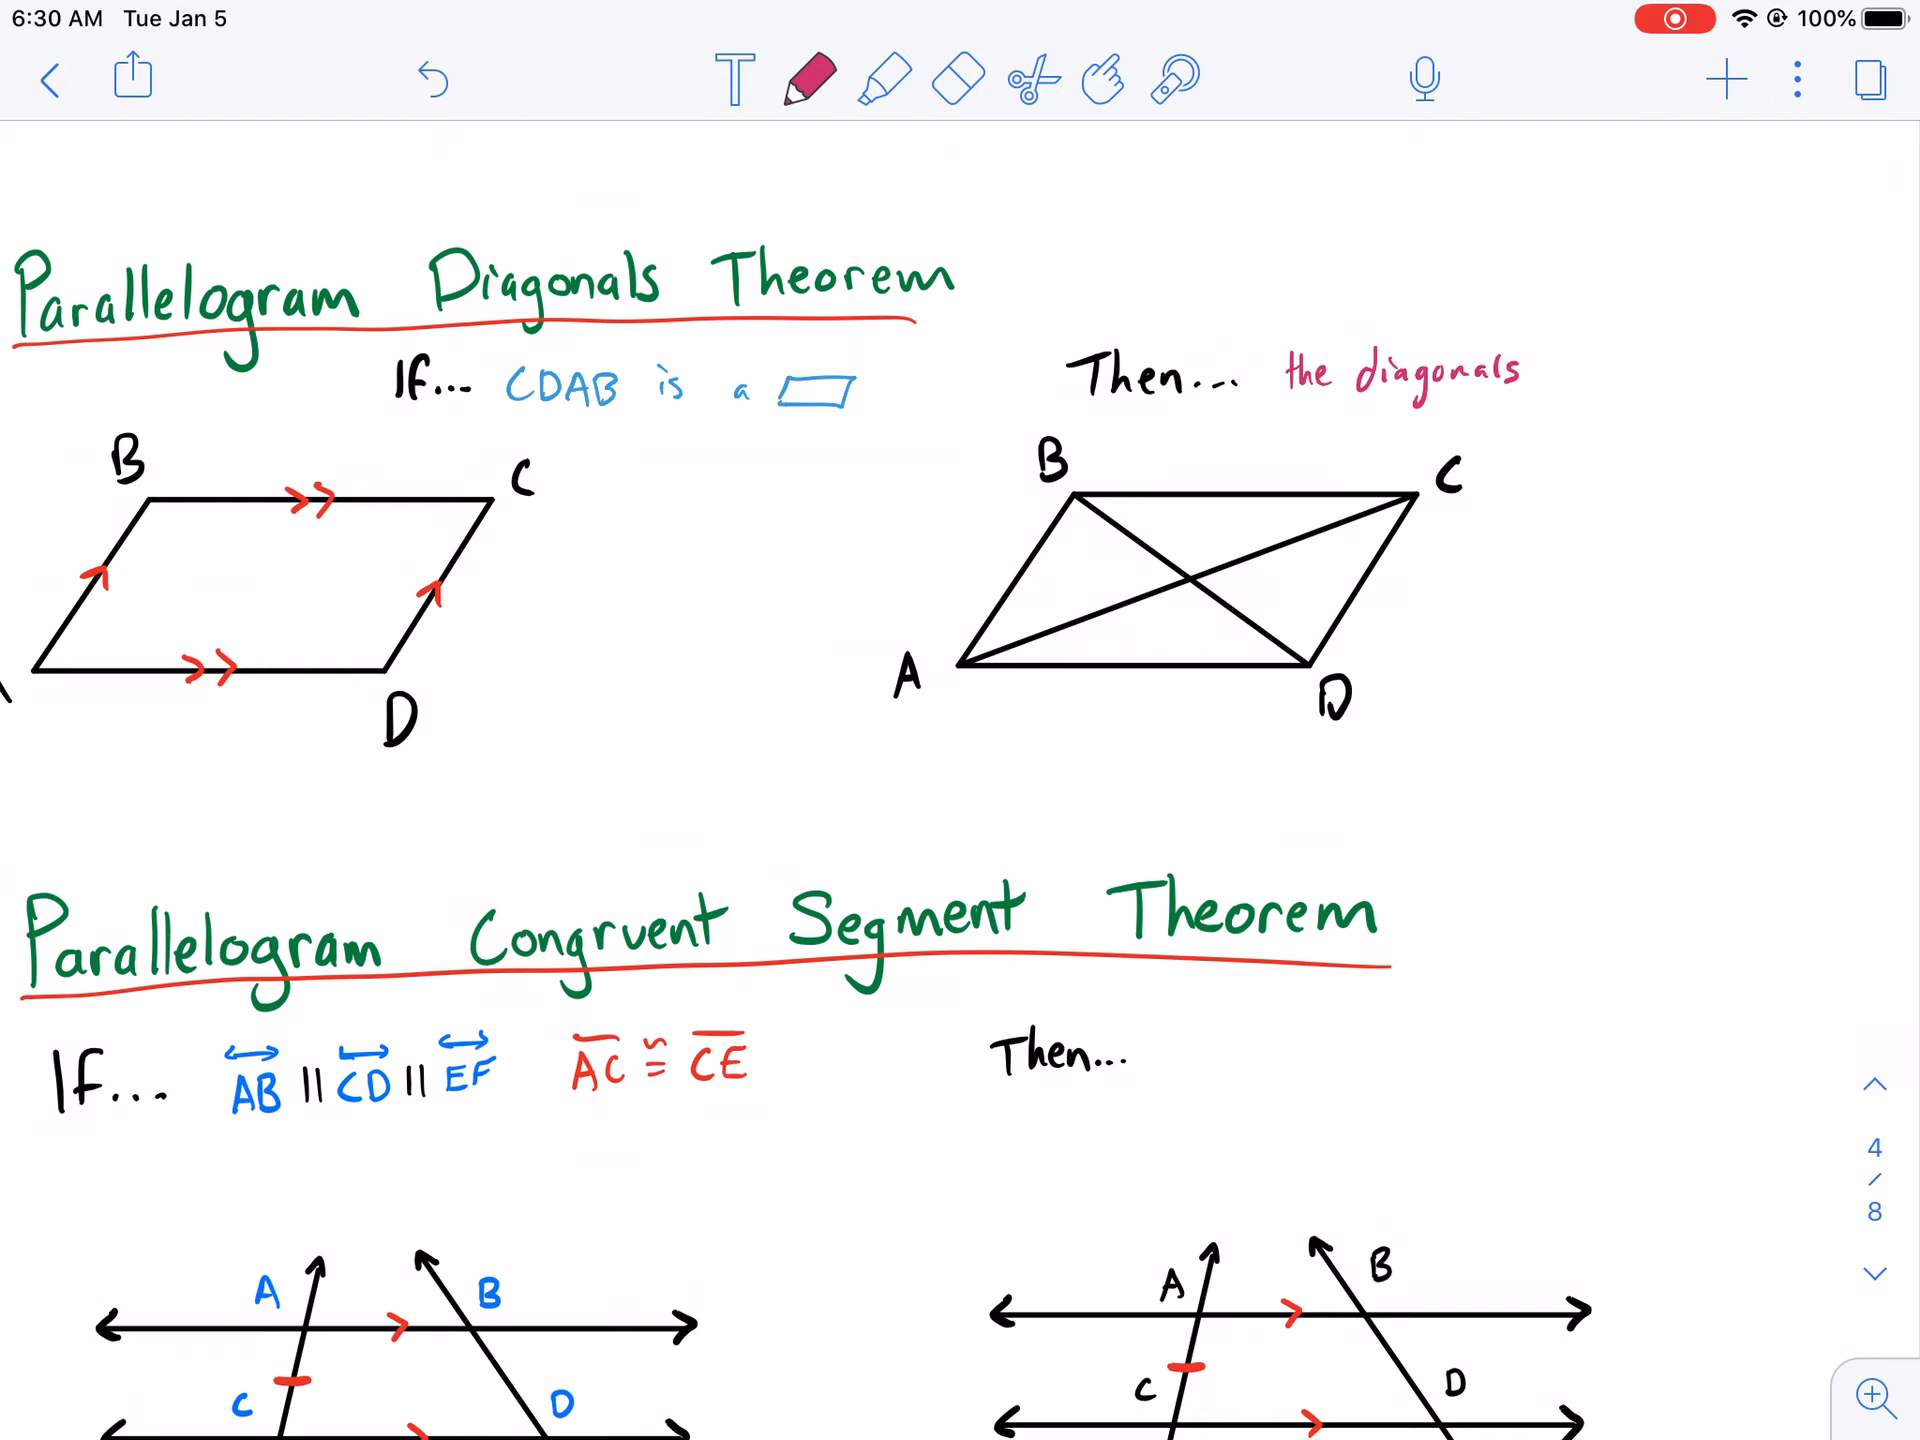 6:30 AM Tue Jan 5
100%
Parallelogram Diagonals Theorem
If... CDAB is a ▱
Then... the diagonals
B
C
D
B
C
A
D
Parallelogram Congruent Segment Theorem
If... AB || CD || EF AC ≅ CE
Then...
4
/
8
A
B
C
D
A
B
C
D